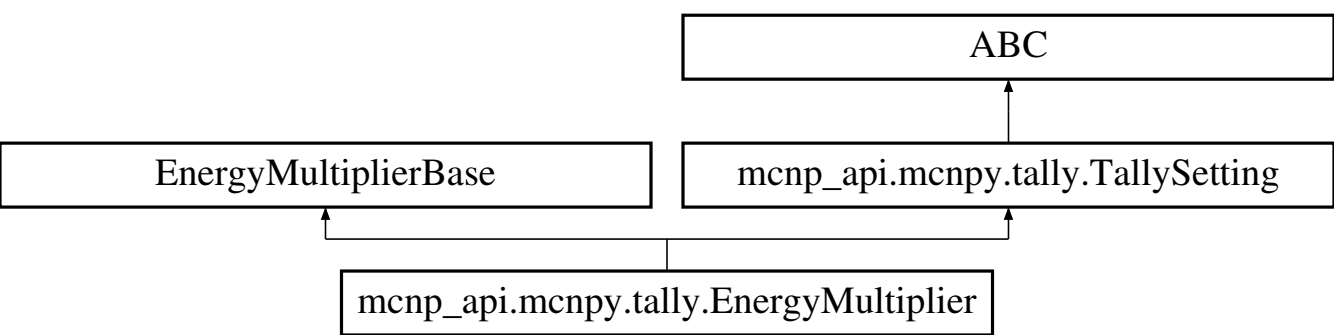 ABC
EnergyMultiplierBase
mcnp_api.mcnpy.tally.TallySetting
mcnp_api.mcnpy.tally.EnergyMultiplier